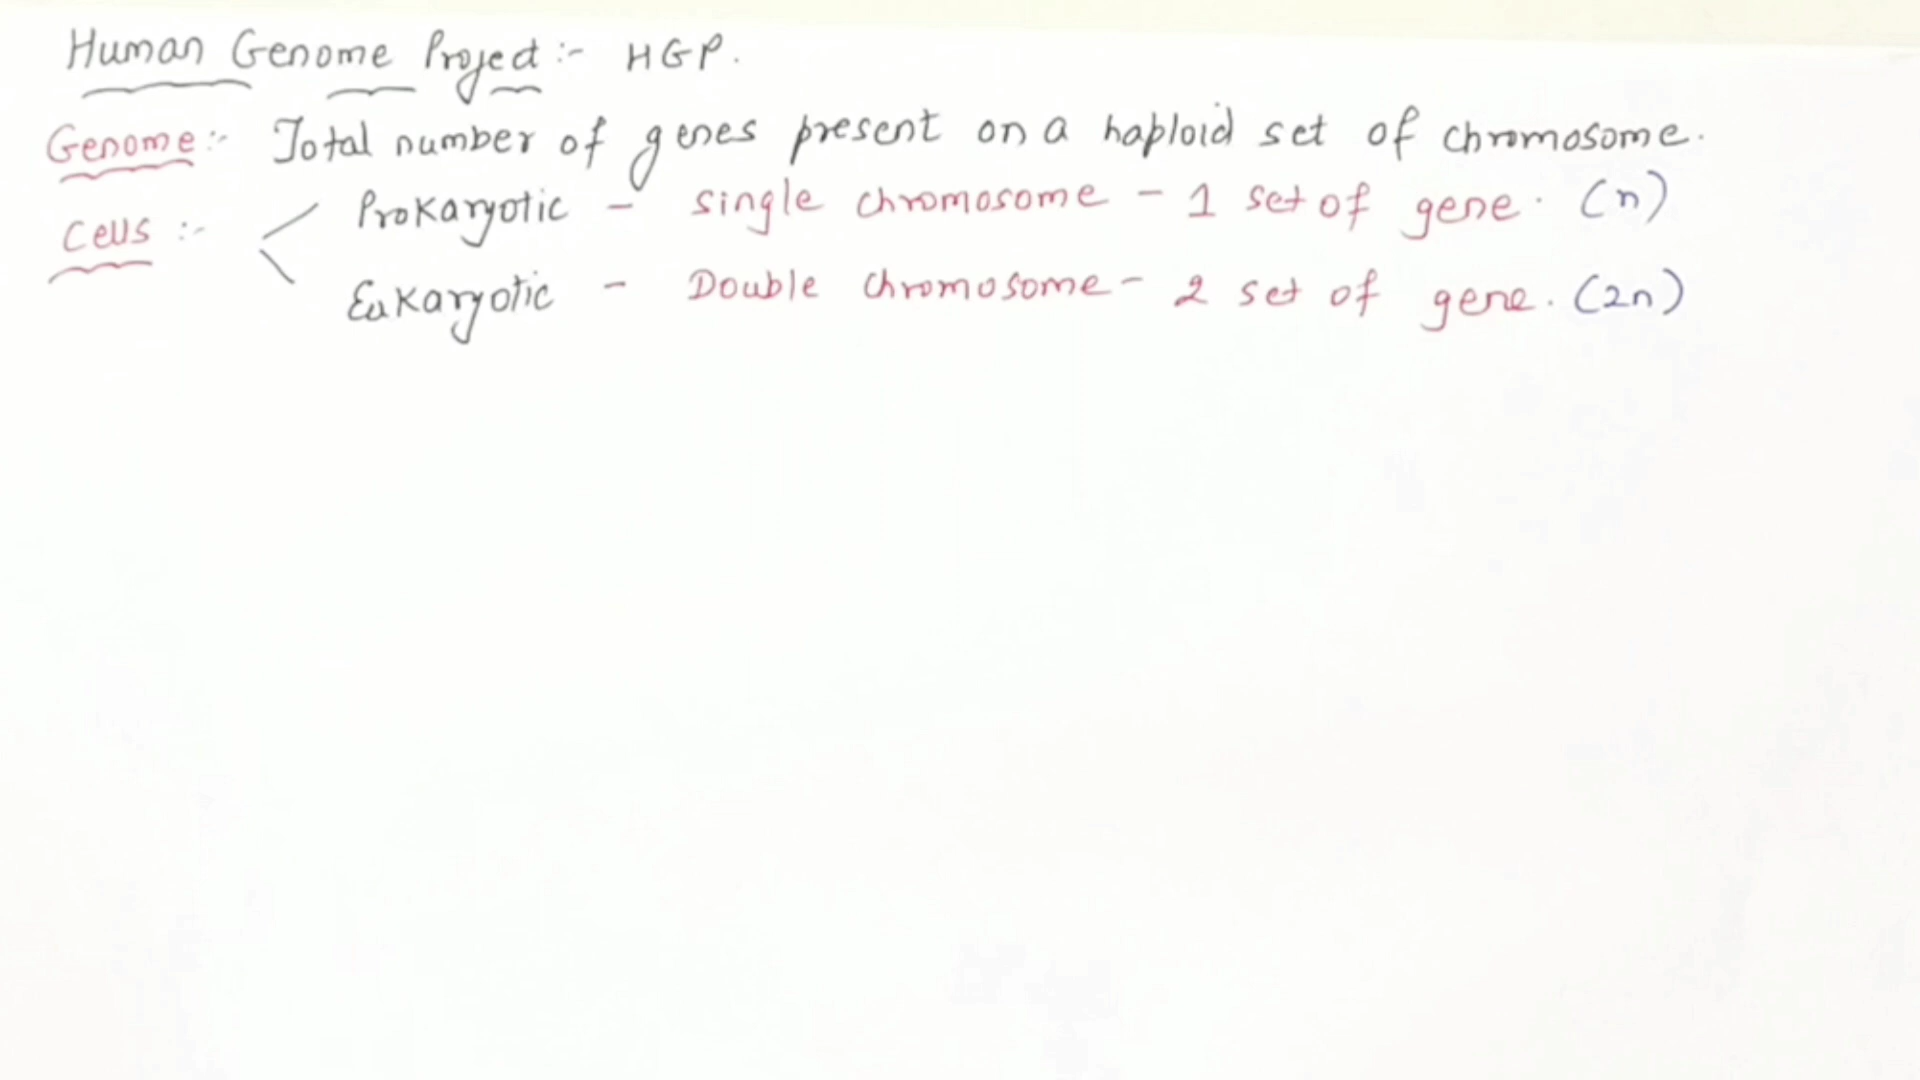 Human Genome Project :- HGP.
Genome:- Total number of genes present on a haploid set of chromosome.
Cells :- Prokaryotic - single chromosome - 1 set of gene. (n)
Eukaryotic - Double chromosome - 2 set of gene. (2n)